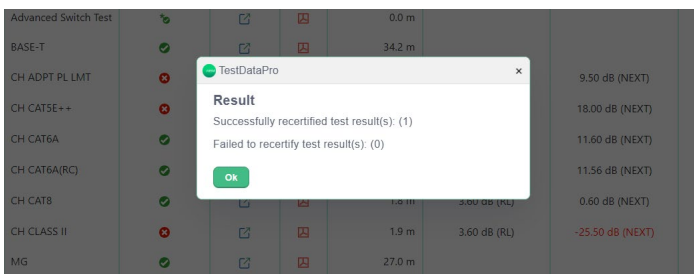 Advanced Switch Test 0.0 m
BASE-T 34.2 m
TestDataPro ×
CH ADPT PL LMT 9.50 dB (NEXT)
Result
CH CAT5E++ 18.00 dB (NEXT)
Successfully recertified test result(s): (1)
Failed to recertify test result(s): (0)
CH CAT6A 11.60 dB (NEXT)
CH CAT6A(RC) 11.56 dB (NEXT)
Ok
CH CAT8 1.8 m 3.60 dB (RL) 0.60 dB (NEXT)
CH CLASS II 1.9 m 3.60 dB (RL) -25.50 dB (NEXT)
MG 27.0 m